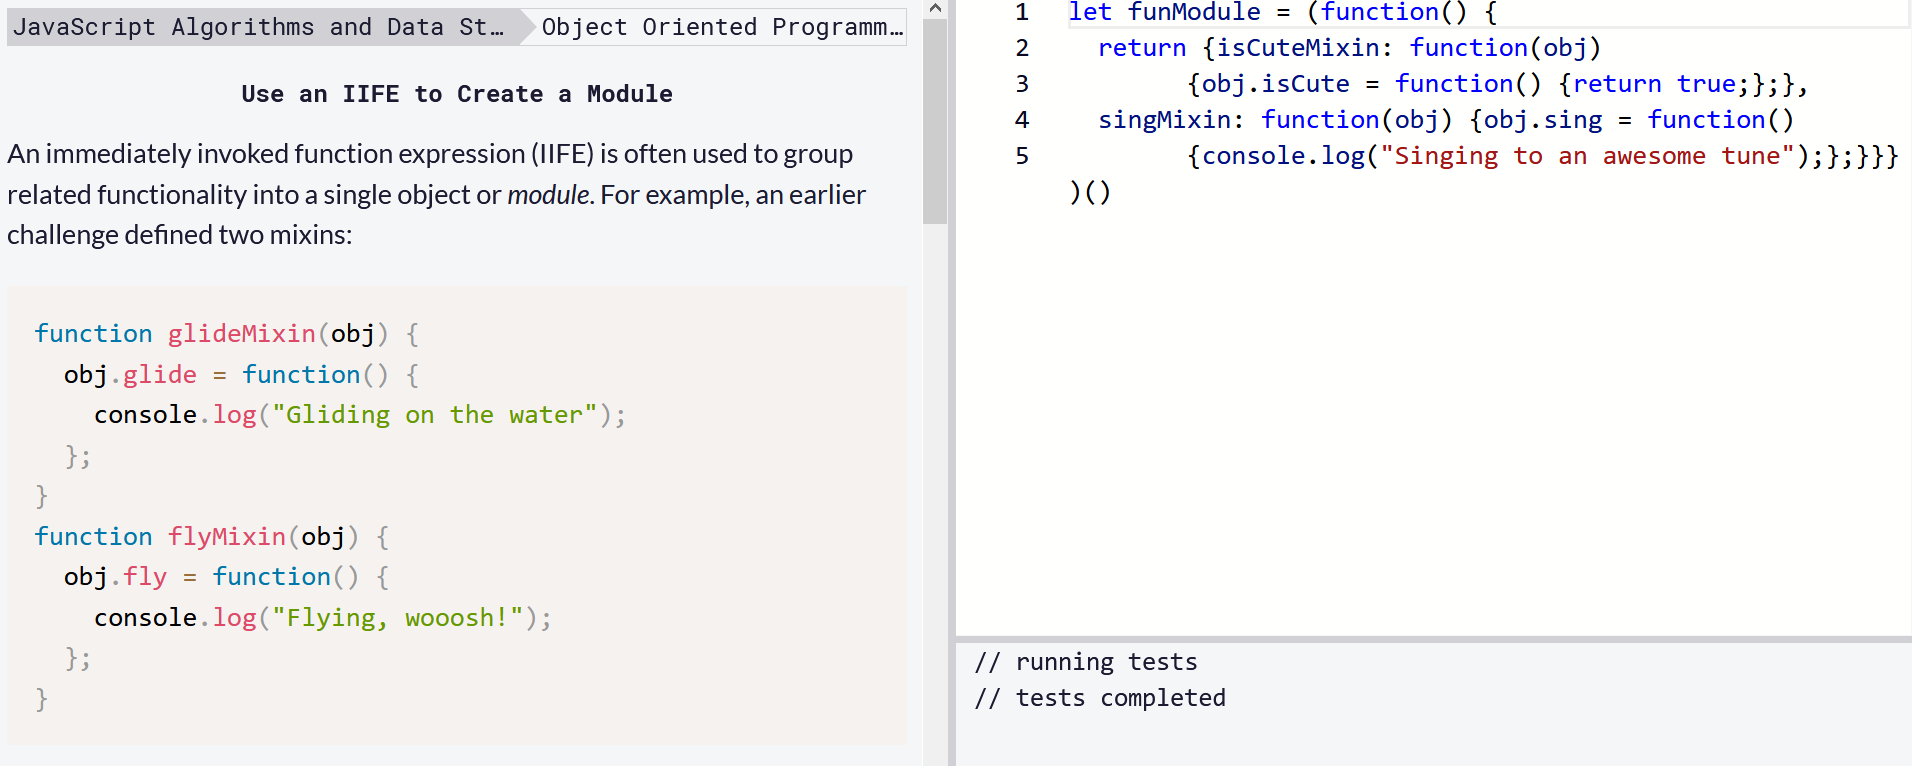 JavaScript Algorithms and Data St…
Object Oriented Programm…
Use an IIFE to Create a Module
An immediately invoked function expression (IIFE) is often used to group
related functionality into a single object or module. For example, an earlier
challenge defined two mixins:
function glideMixin(obj) {
  obj.glide = function() {
    console.log("Gliding on the water");
  };
}
function flyMixin(obj) {
  obj.fly = function() {
    console.log("Flying, wooosh!");
  };
}
1 let funModule = (function() {
2   return {isCuteMixin: function(obj)
3         {obj.isCute = function() {return true;};},
4   singMixin: function(obj) {obj.sing = function()
5         {console.log("Singing to an awesome tune");};}}}
)()
// running tests
// tests completed